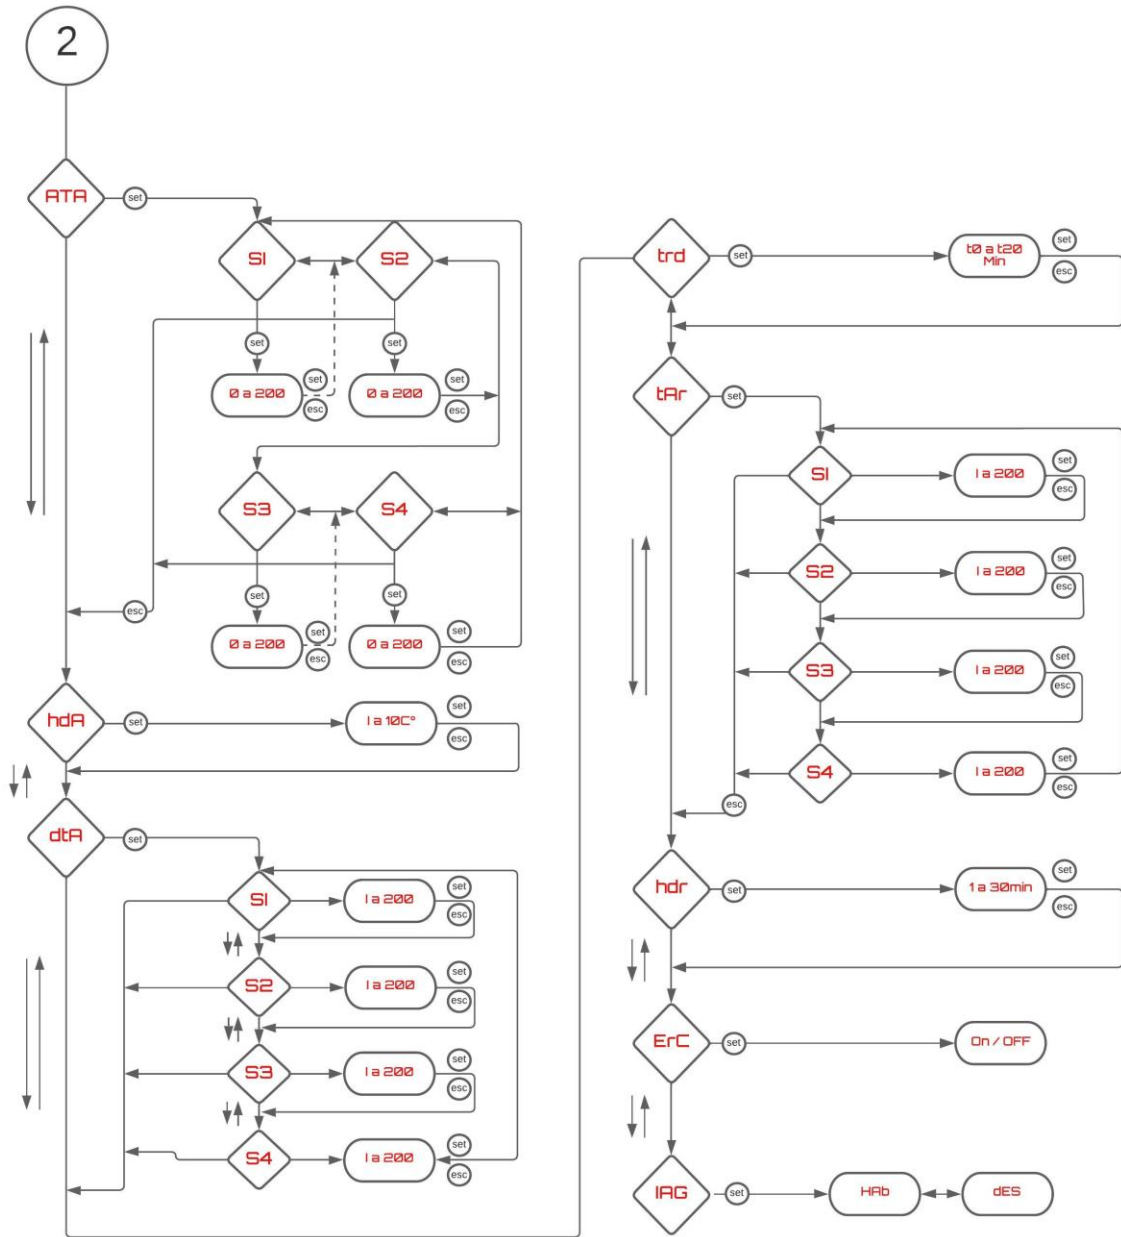 2
ATA
set
S1
S2
set
set
0 a 200
set
esc
0 a 200
set
esc
S3
S4
set
set
esc
0 a 200
set
esc
0 a 200
set
esc
hdA
set
1 a 10C°
set
esc
dtA
set
S1
1 a 200
set
esc
S2
1 a 200
set
esc
S3
1 a 200
set
esc
S4
1 a 200
set
esc
trd
set
t0 a t20
Min
set
esc
tAr
set
S1
1 a 200
set
esc
S2
1 a 200
set
esc
S3
1 a 200
set
esc
S4
1 a 200
set
esc
esc
hdr
set
1 a 30min
set
esc
ErC
set
On / OFF
IAG
set
HAb
dES